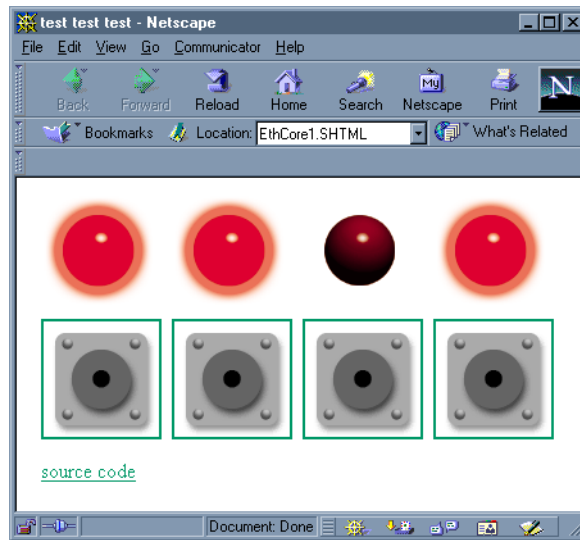 test test test - Netscape
File Edit View Go Communicator Help
My
N
Back Forward Reload Home Search Netscape Print
Bookmarks Location: EthCore1.SHTML What's Related
source code
Document: Done